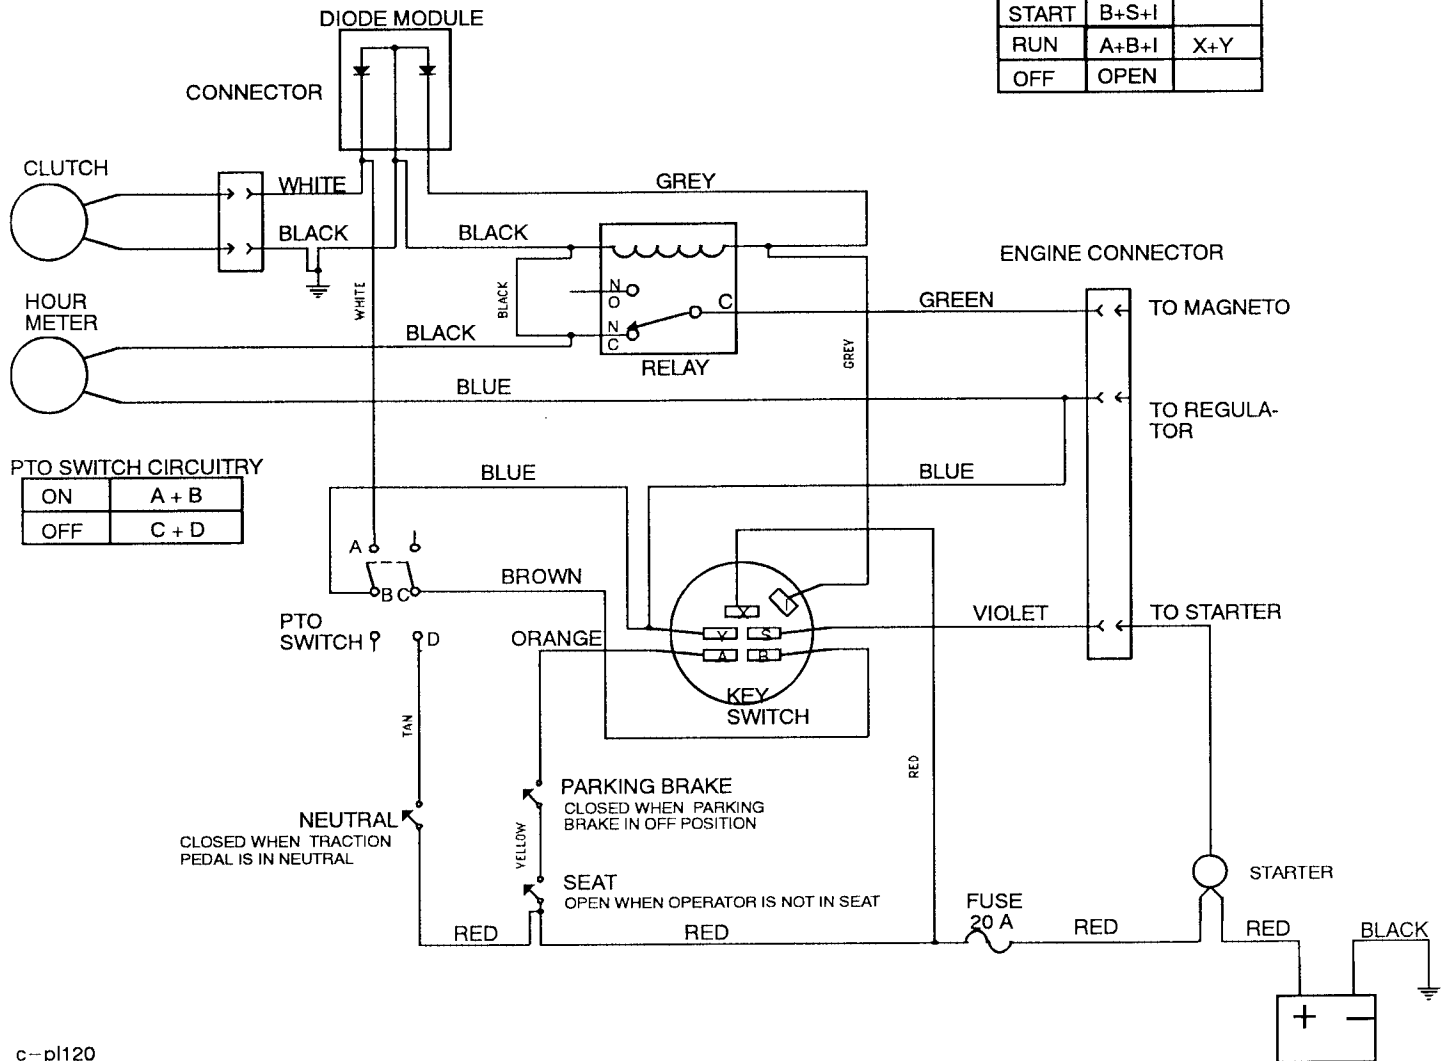 DIODE MODULE
START B+S+I
RUN A+B+I X+Y
OFF OPEN
CONNECTOR
CLUTCH
WHITE
GREY
BLACK
BLACK
ENGINE CONNECTOR
HOUR
METER
WHITE
BLACK
N
O
C
GREEN
TO MAGNETO
BLACK
N
C
RELAY
GREY
BLUE
TO REGULA-
TOR
PTO SWITCH CIRCUITRY
ON A + B
OFF C + D
BLUE
BLUE
A
BROWN
B C
X
I
VIOLET
TO STARTER
PTO
SWITCH
D
ORANGE
Y
S
A
B
KEY
SWITCH
TAN
RED
PARKING BRAKE
CLOSED WHEN PARKING
BRAKE IN OFF POSITION
NEUTRAL
CLOSED WHEN TRACTION
PEDAL IS IN NEUTRAL
YELLOW
SEAT
OPEN WHEN OPERATOR IS NOT IN SEAT
STARTER
FUSE
20 A
RED
RED
RED
RED
BLACK
+ −
c-pl120